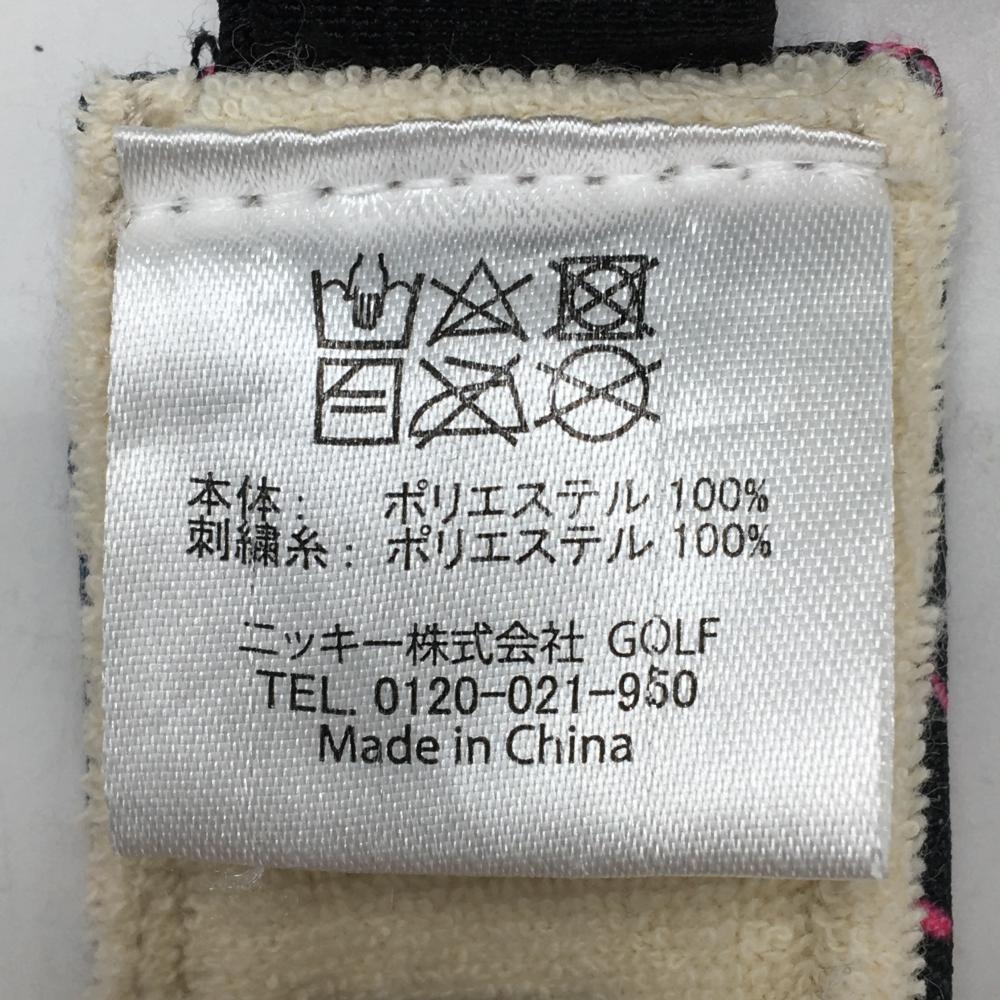 本体： ポリエステル 100%
刺繍糸： ポリエステル 100%
ニッキー株式会社 GOLF
TEL. 0120-021-950
Made in China